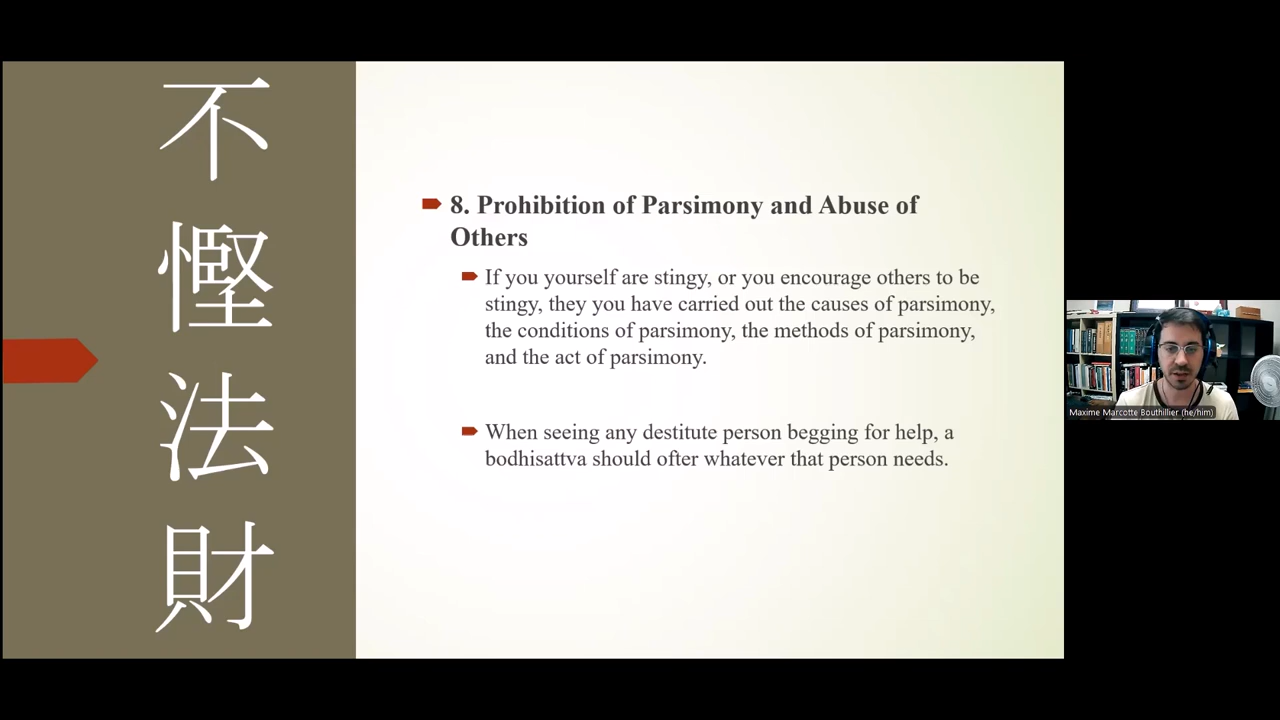 不慳法財
8. Prohibition of Parsimony and Abuse of
Others
If you yourself are stingy, or you encourage others to be
stingy, they you have carried out the causes of parsimony,
the conditions of parsimony, the methods of parsimony,
and the act of parsimony.
When seeing any destitute person begging for help, a
bodhisattva should ofter whatever that person needs.
Maxime Marcotte Bouthillier (he/him)